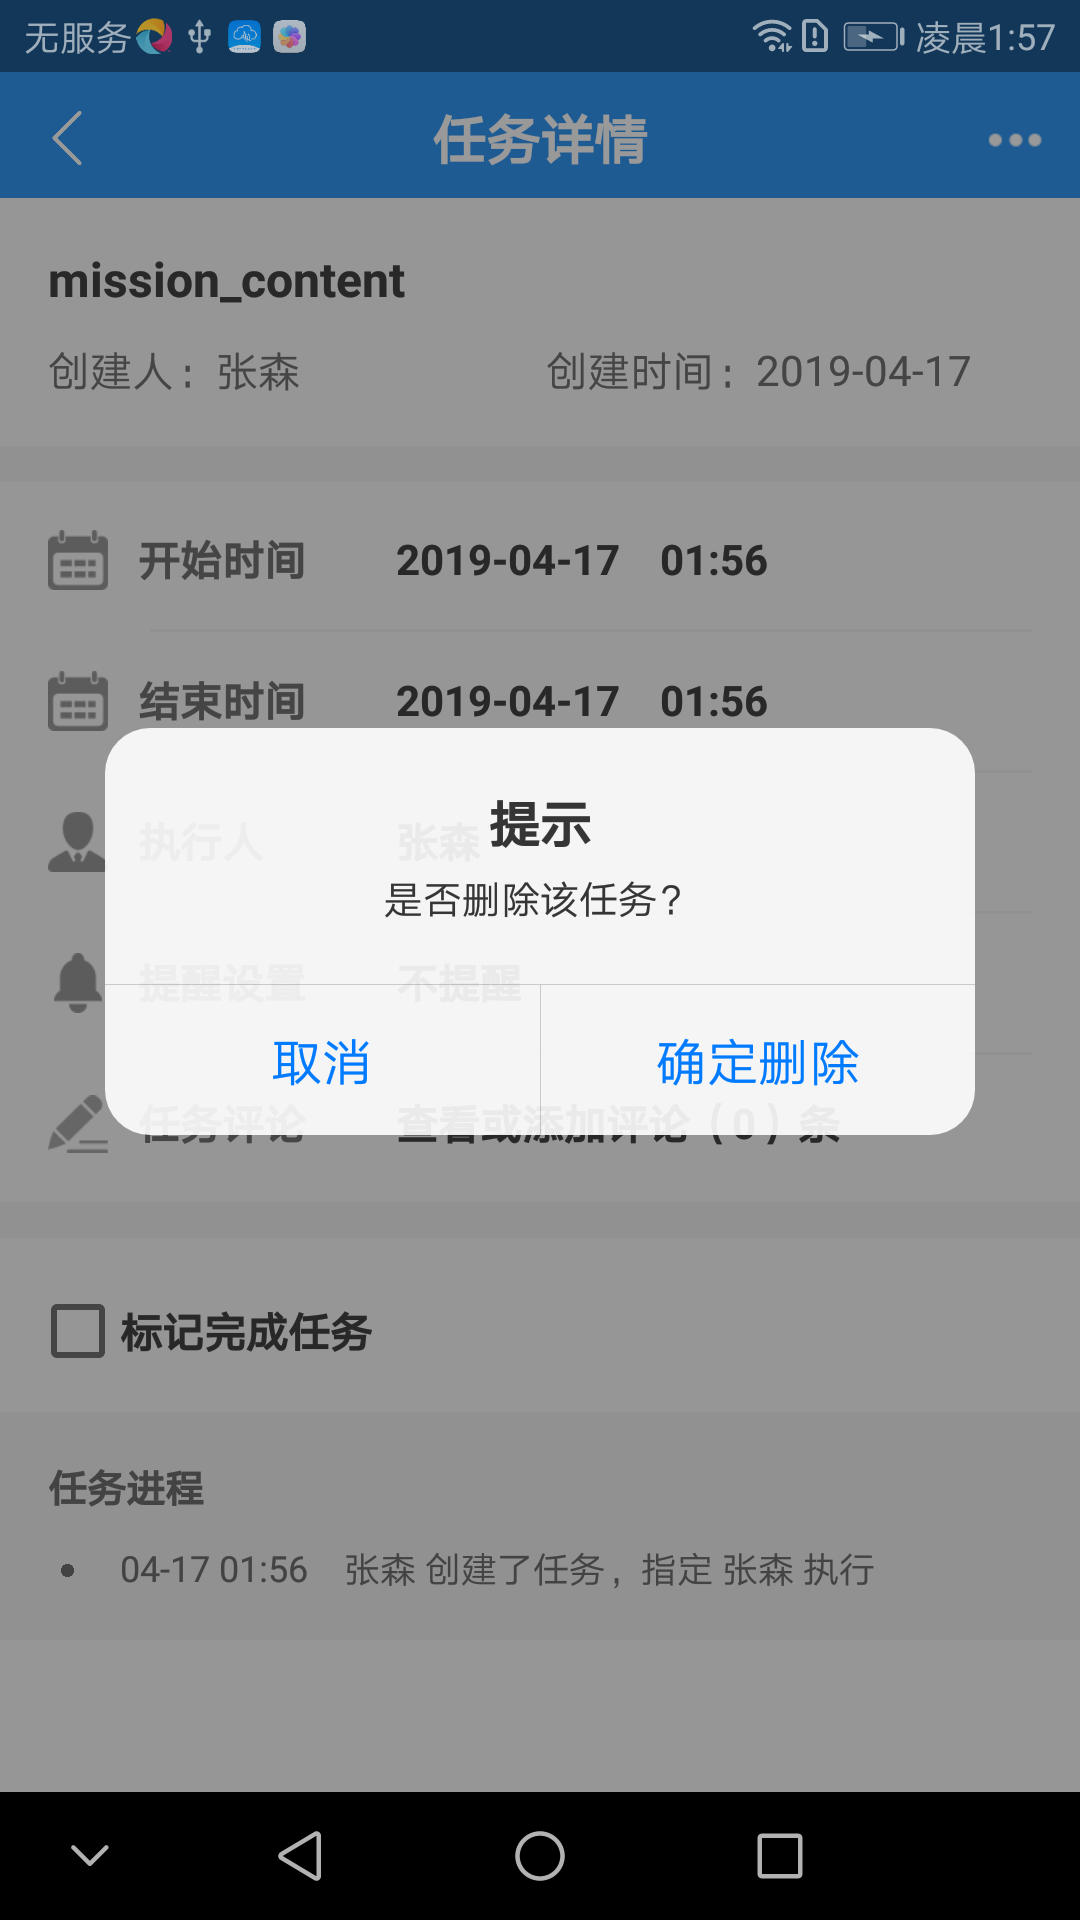 无服务 凌晨1:57
任务详情
mission_content
创建人：张森 创建时间：2019-04-17
开始时间 2019-04-17 01:56
结束时间 2019-04-17 01:56
提示
执行人 张森
是否删除该任务？
提醒设置 不提醒
取消 确定删除
任务评论 查看或添加评论（0）条
标记完成任务
任务进程
04-17 01:56 张森 创建了任务，指定 张森 执行